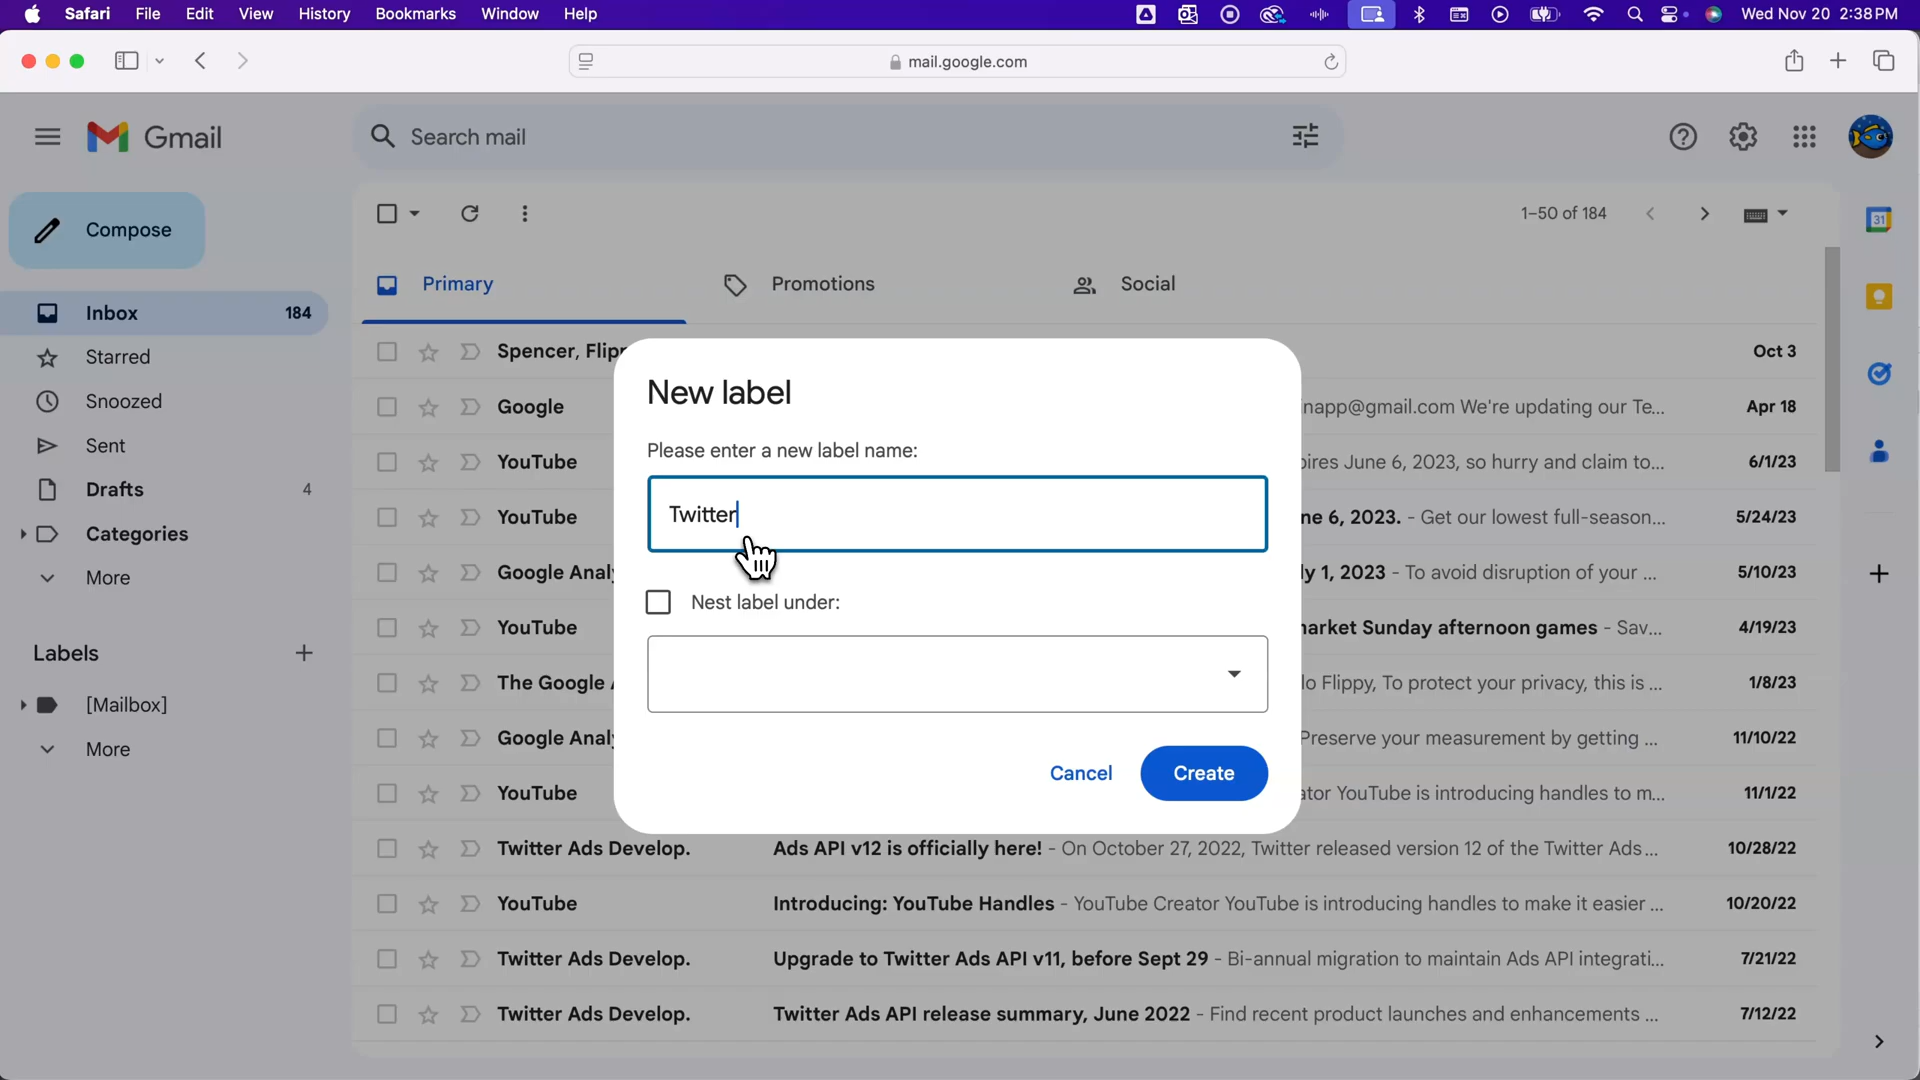 Safari File Edit View History Bookmarks Window Help Wed Nov 20 2:38 PM
mail.google.com
Gmail
Search mail
Compose
1–50 of 184
31
Primary
Promotions
Social
Inbox 184
Starred
Snoozed
Sent
Drafts 4
Categories
More
Labels
[Mailbox]
More
Spencer, Flipp Oct 3
Google napp@gmail.com We're updating our Te... Apr 18
YouTube pires June 6, 2023, so hurry and claim to... 6/1/23
YouTube ne 6, 2023. - Get our lowest full-season... 5/24/23
Google Analy ly 1, 2023 - To avoid disruption of your ... 5/10/23
YouTube market Sunday afternoon games - Sav... 4/19/23
The Google A lo Flippy, To protect your privacy, this is ... 1/8/23
Google Analy Preserve your measurement by getting ... 11/10/22
YouTube ator YouTube is introducing handles to m... 11/1/22
Twitter Ads Develop. Ads API v12 is officially here! - On October 27, 2022, Twitter released version 12 of the Twitter Ads... 10/28/22
YouTube Introducing: YouTube Handles - YouTube Creator YouTube is introducing handles to make it easier ... 10/20/22
Twitter Ads Develop. Upgrade to Twitter Ads API v11, before Sept 29 - Bi-annual migration to maintain Ads API integrati... 7/21/22
Twitter Ads Develop. Twitter Ads API release summary, June 2022 - Find recent product launches and enhancements ... 7/12/22
New label
Please enter a new label name:
Twitter
Nest label under:
Cancel
Create